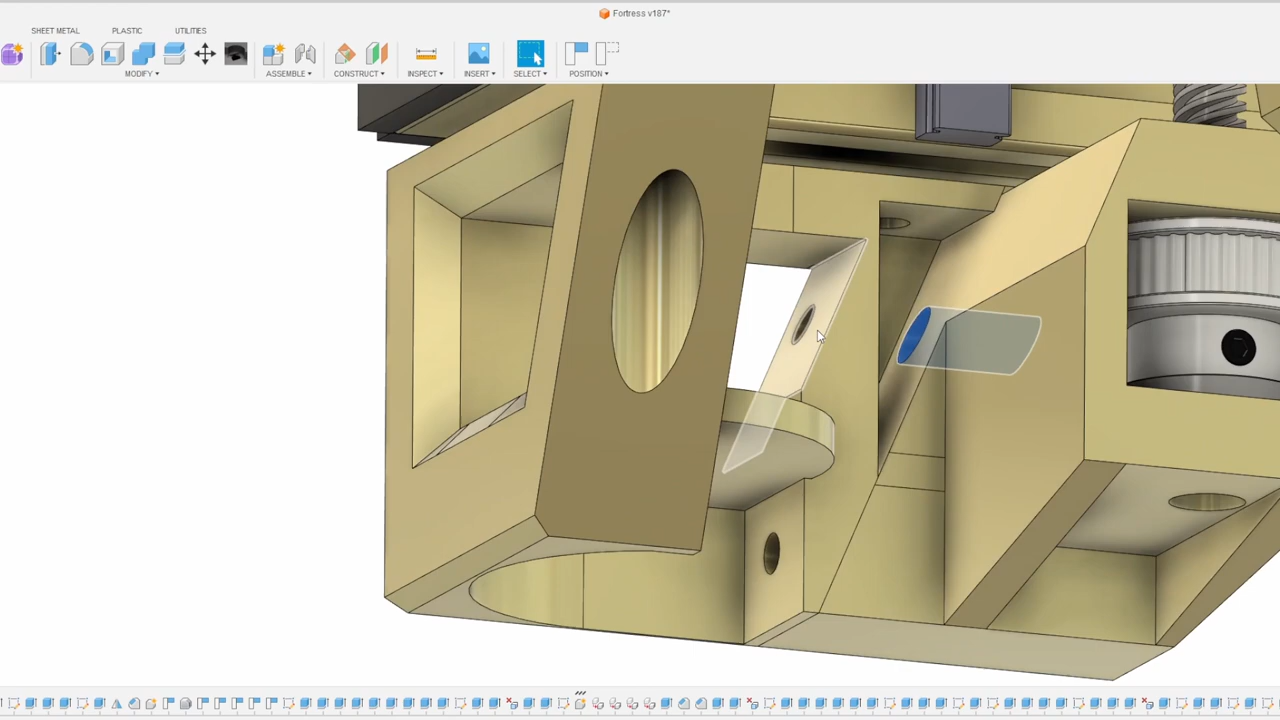 Fortress v187*
SHEET METAL PLASTIC UTILITIES
MODIFY ASSEMBLE CONSTRUCT INSPECT INSERT SELECT POSITION